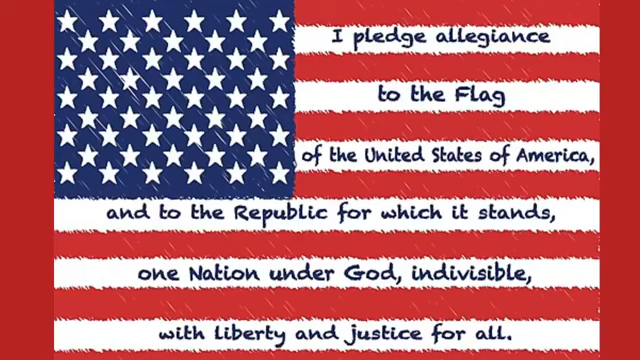 I pledge allegiance
to the Flag
of the United States of America,
and to the Republic for which it stands,
one Nation under God, indivisible,
with liberty and justice for all.